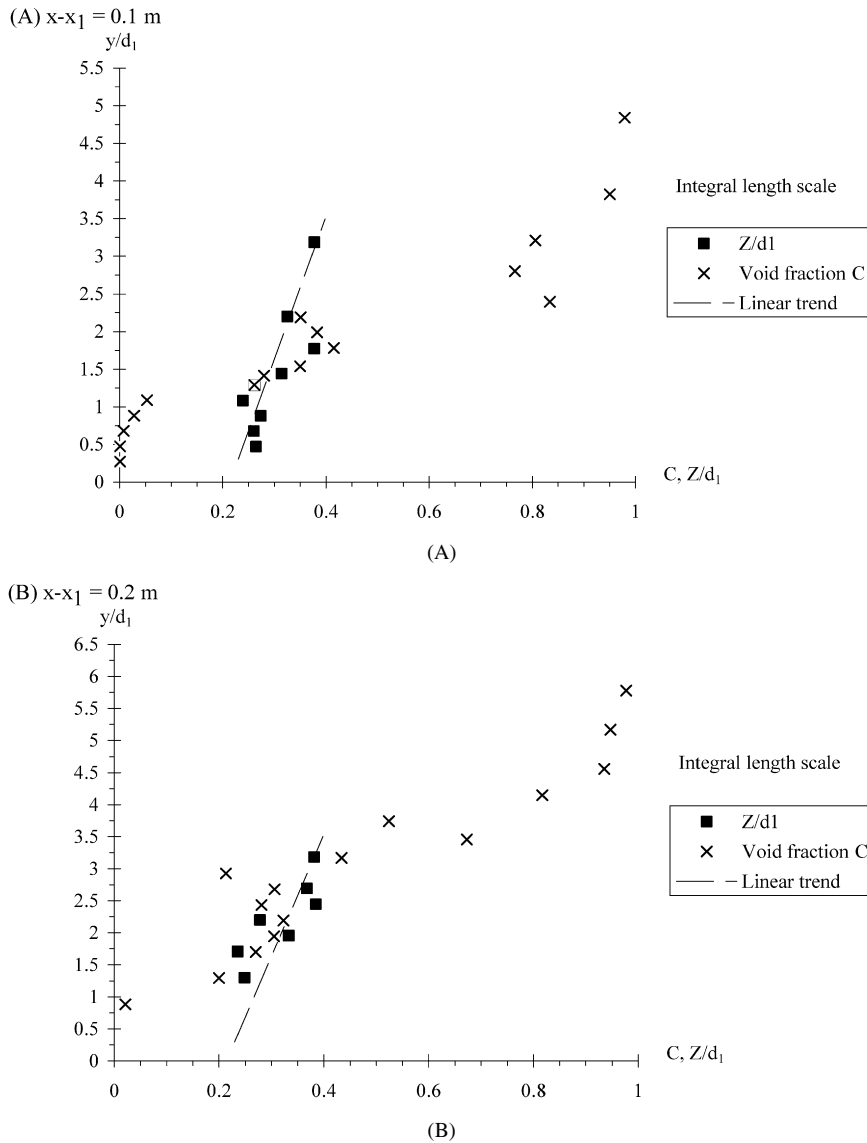 (A) x-x1 = 0.1 m
y/d1
5.5
5
4.5
4
3.5
3
2.5
2
1.5
1
0.5
0
0 0.2 0.4 0.6 0.8 1
C, Z/d1
Integral length scale
Z/d1
Void fraction C
Linear trend
(A)
(B) x-x1 = 0.2 m
y/d1
6.5
6
5.5
5
4.5
4
3.5
3
2.5
2
1.5
1
0.5
0
0 0.2 0.4 0.6 0.8 1
C, Z/d1
Integral length scale
Z/d1
Void fraction C
Linear trend
(B)